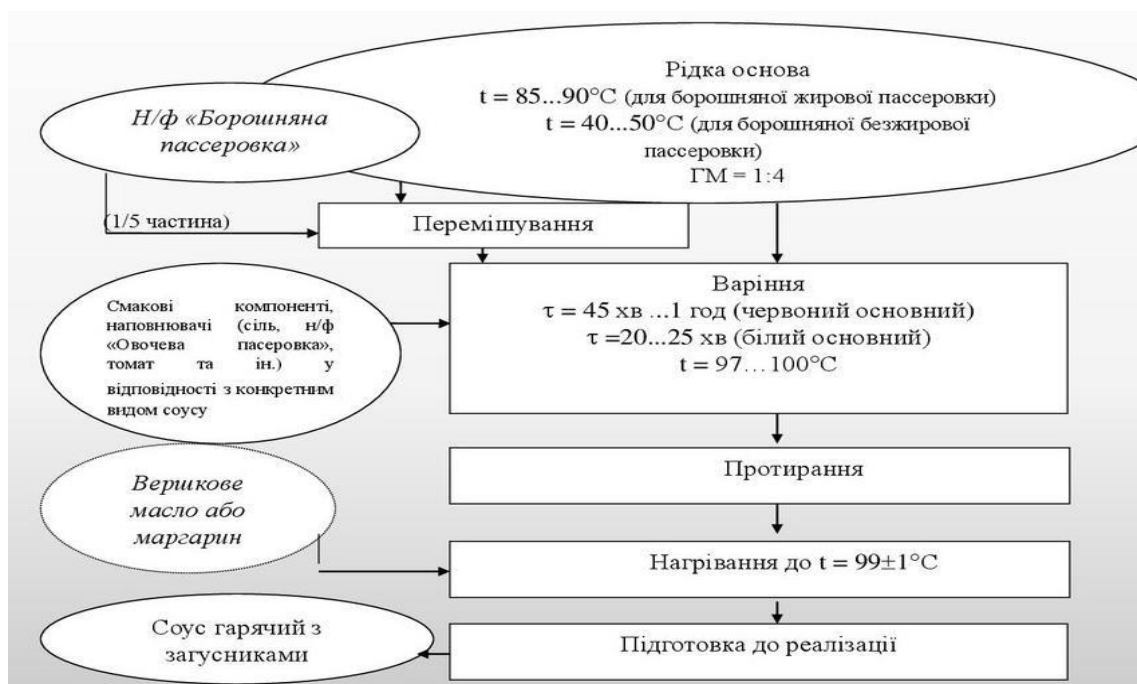 Рідка основа
t = 85...90°С (для борошняної жирової пассеровки)
t = 40...50°С (для борошняної безжирової
пассеровки)
ГМ = 1:4
Н/ф «Борошняна
пассеровка»
(1/5 частина)
Перемішування
Варіння
τ = 45 хв ...1 год (червоний основний)
τ =20...25 хв (білий основний)
t = 97…100°С
Смакові компоненті,
наповнювачі (сіль, н/ф
«Овочева пасеровка»,
томат та ін.) у
відповідності з конкретним
видом соусу
Протирання
Вершкове
масло або
маргарин
Нагрівання до t = 99±1°С
Соус гарячий з
загусниками
Підготовка до реалізації